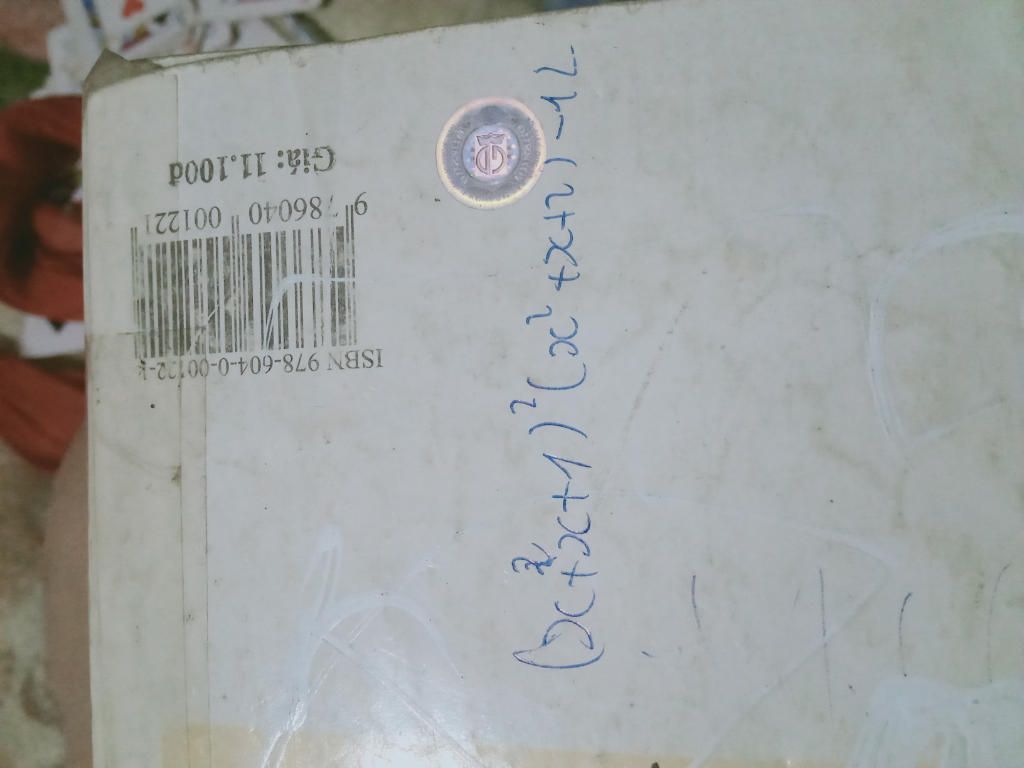 (x² + x + 1)² (x² + x + 2) - 12
ISBN 978-604-0-00122-1
9 786040 001221
Giá: 11.100đ